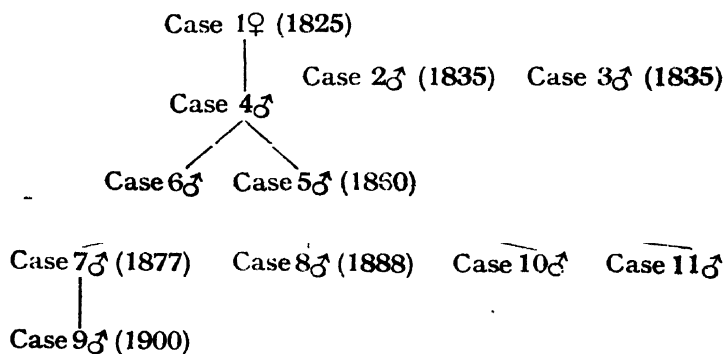 Case 1♀ (1825)
Case 2♂ (1835) Case 3♂ (1835)
Case 4♂
Case 6♂ Case 5♂ (1860)
Case 7♂ (1877) Case 8♂ (1888) Case 10♂ Case 11♂
Case 9♂ (1900)